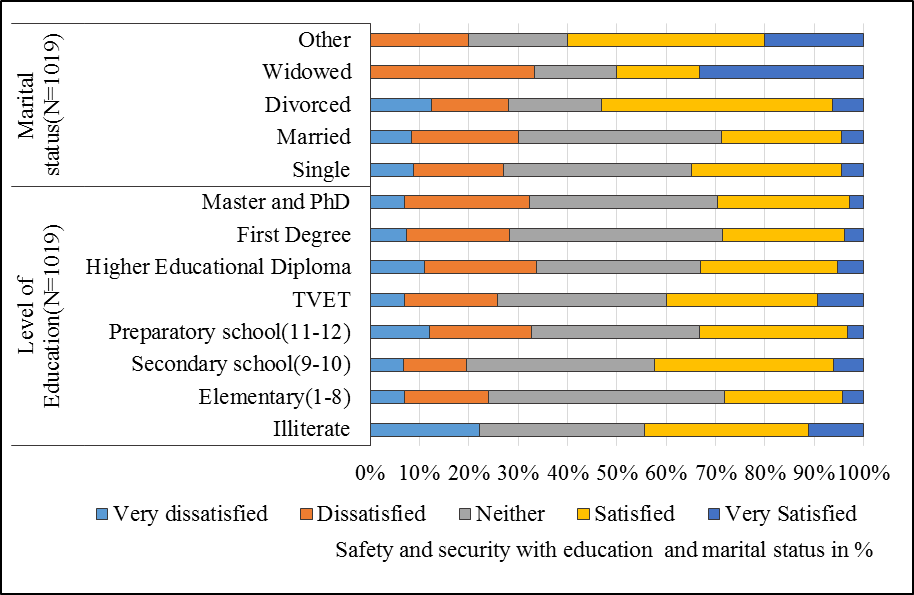 Marital
status(N=1019)
Other
Widowed
Divorced
Married
Single
Level of
Education(N=1019)
Master and PhD
First Degree
Higher Educational Diploma
TVET
Preparatory school(11-12)
Secondary school(9-10)
Elementary(1-8)
Illiterate
0% 10% 20% 30% 40% 50% 60% 70% 80% 90% 100%
Very dissatisfied Dissatisfied Neither Satisfied Very Satisfied
Safety and security with education and marital status in %